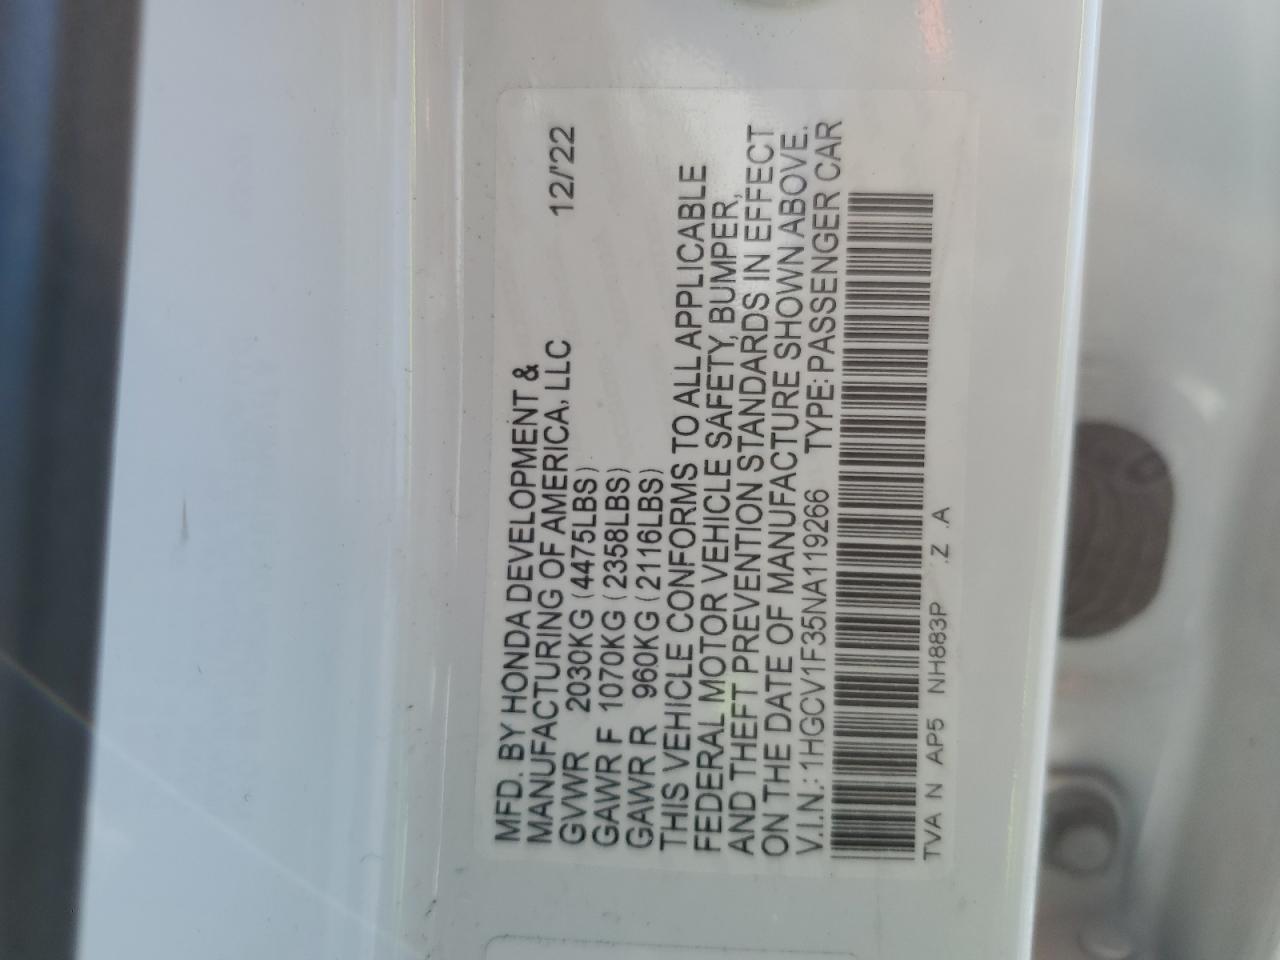 MFD. BY HONDA DEVELOPMENT &
MANUFACTURING OF AMERICA, LLC 12/'22
GVWR 2030KG (4475LBS)
GAWR F 1070KG (2358LBS)
GAWR R 960KG (2116LBS)
THIS VEHICLE CONFORMS TO ALL APPLICABLE
FEDERAL MOTOR VEHICLE SAFETY, BUMPER,
AND THEFT PREVENTION STANDARDS IN EFFECT
ON THE DATE OF MANUFACTURE SHOWN ABOVE.
V.I.N.: 1HGCV1F35NA119266 TYPE: PASSENGER CAR
TVA N AP5 NH883P .Z .A